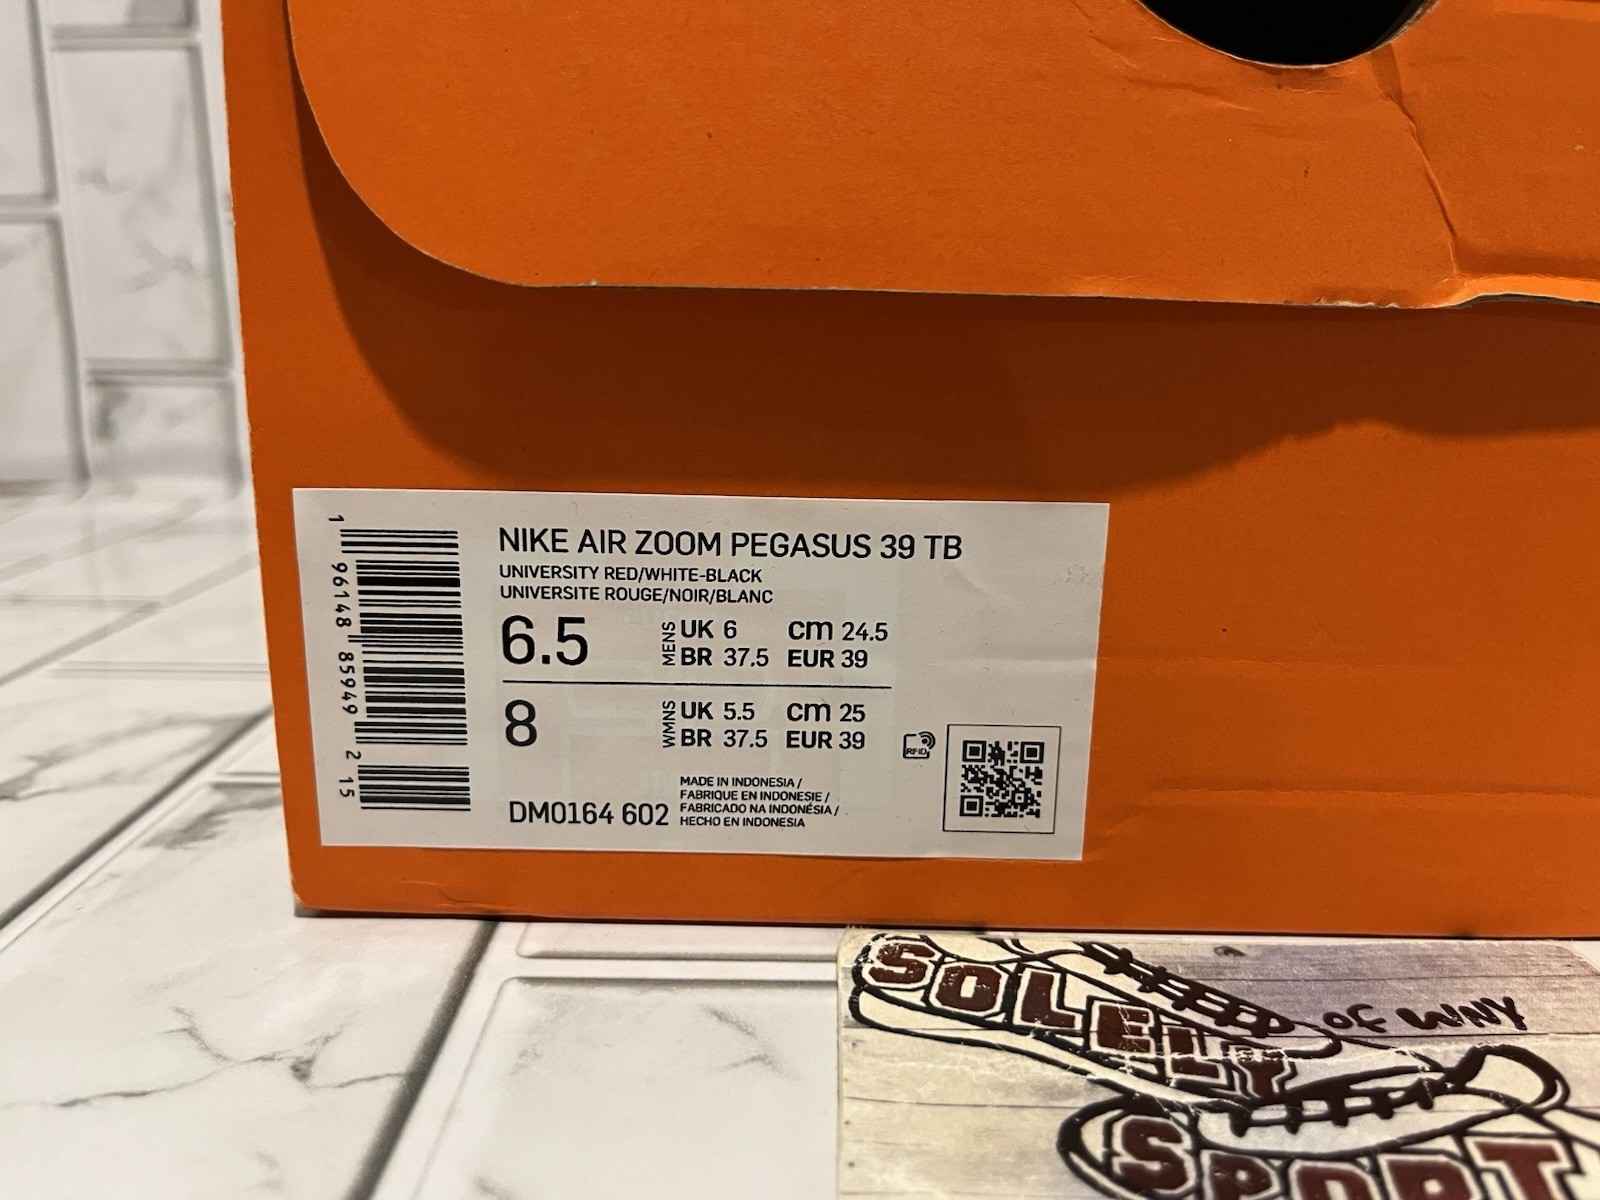 NIKE AIR ZOOM PEGASUS 39 TB
UNIVERSITY RED/WHITE-BLACK
UNIVERSITE ROUGE/NOIR/BLANC
6.5 MENS UK 6 cm 24.5
BR 37.5 EUR 39
8 WMNS UK 5.5 cm 25
BR 37.5 EUR 39
RFID
DM0164 602
MADE IN INDONESIA /
FABRIQUE EN INDONESIE /
FABRICADO NA INDONÉSIA /
HECHO EN INDONESIA
1 96148 85949 2 15
SOLELY
of MNY
SPORT